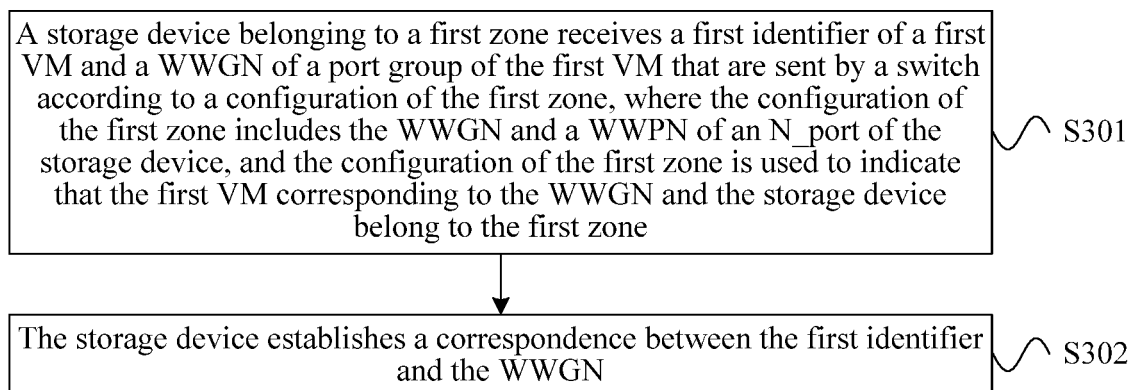 A storage device belonging to a first zone receives a first identifier of a first
VM and a WWGN of a port group of the first VM that are sent by a switch
according to a configuration of the first zone, where the configuration of
the first zone includes the WWGN and a WWPN of an N_port of the
storage device, and the configuration of the first zone is used to indicate
that the first VM corresponding to the WWGN and the storage device
belong to the first zone
S301
The storage device establishes a correspondence between the first identifier
and the WWGN
S302